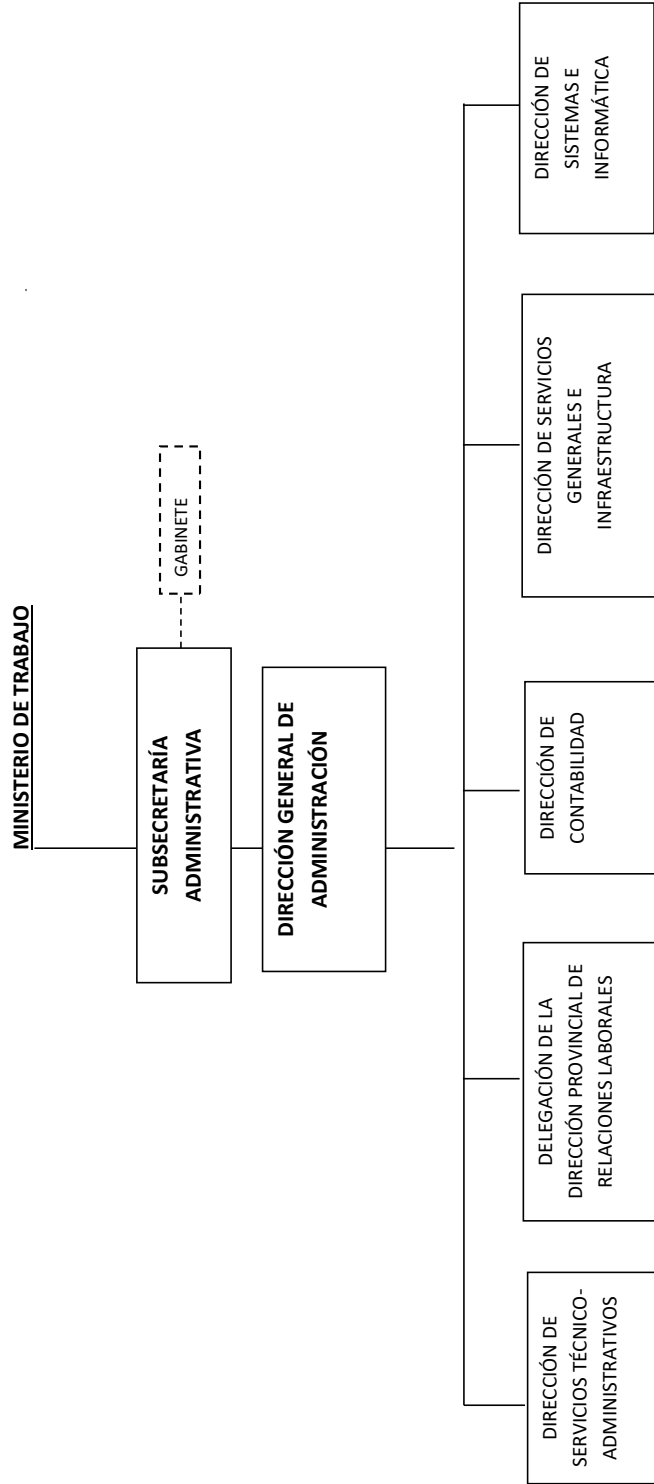 MINISTERIO DE TRABAJO
SUBSECRETARÍA
ADMINISTRATIVA
GABINETE
DIRECCIÓN GENERAL DE
ADMINISTRACIÓN
DIRECCIÓN DE
SERVICIOS TÉCNICO-
ADMINISTRATIVOS
DELEGACIÓN DE LA
DIRECCIÓN PROVINCIAL DE
RELACIONES LABORALES
DIRECCIÓN DE
CONTABILIDAD
DIRECCIÓN DE SERVICIOS
GENERALES E
INFRAESTRUCTURA
DIRECCIÓN DE
SISTEMAS E
INFORMÁTICA